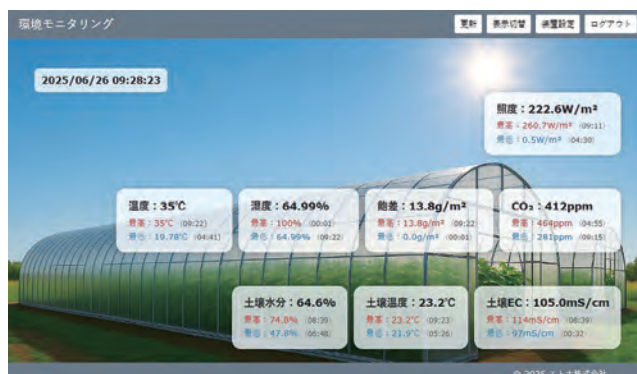 環境モニタリング
更新 表示切替 装置設定 ログアウト
2025/06/26 09:28:23
照度：222.6W/m²
最高：260.7W/m² (09:11)
最低：0.5W/m² (04:30)
温度：35℃
最高：35℃ (09:22)
最低：19.78℃ (04:41)
湿度：64.99%
最高：100% (00:01)
最低：64.99% (09:22)
飽差：13.8g/m²
最高：13.8g/m² (09:22
最低：0.0g/m² (00:01)
CO₂：412ppm
最高：464ppm (04:55)
最低：281ppm (09:15)
土壌水分：64.6%
最高：74.8% (08:39)
最低：47.8% (06:48)
土壌温度：23.2℃
最高：23.2℃ (09:23)
最低：21.9℃ (05:26)
土壌EC：105.0mS/cm
最高：114mS/cm (08:39)
最低：97mS/cm (00:32)